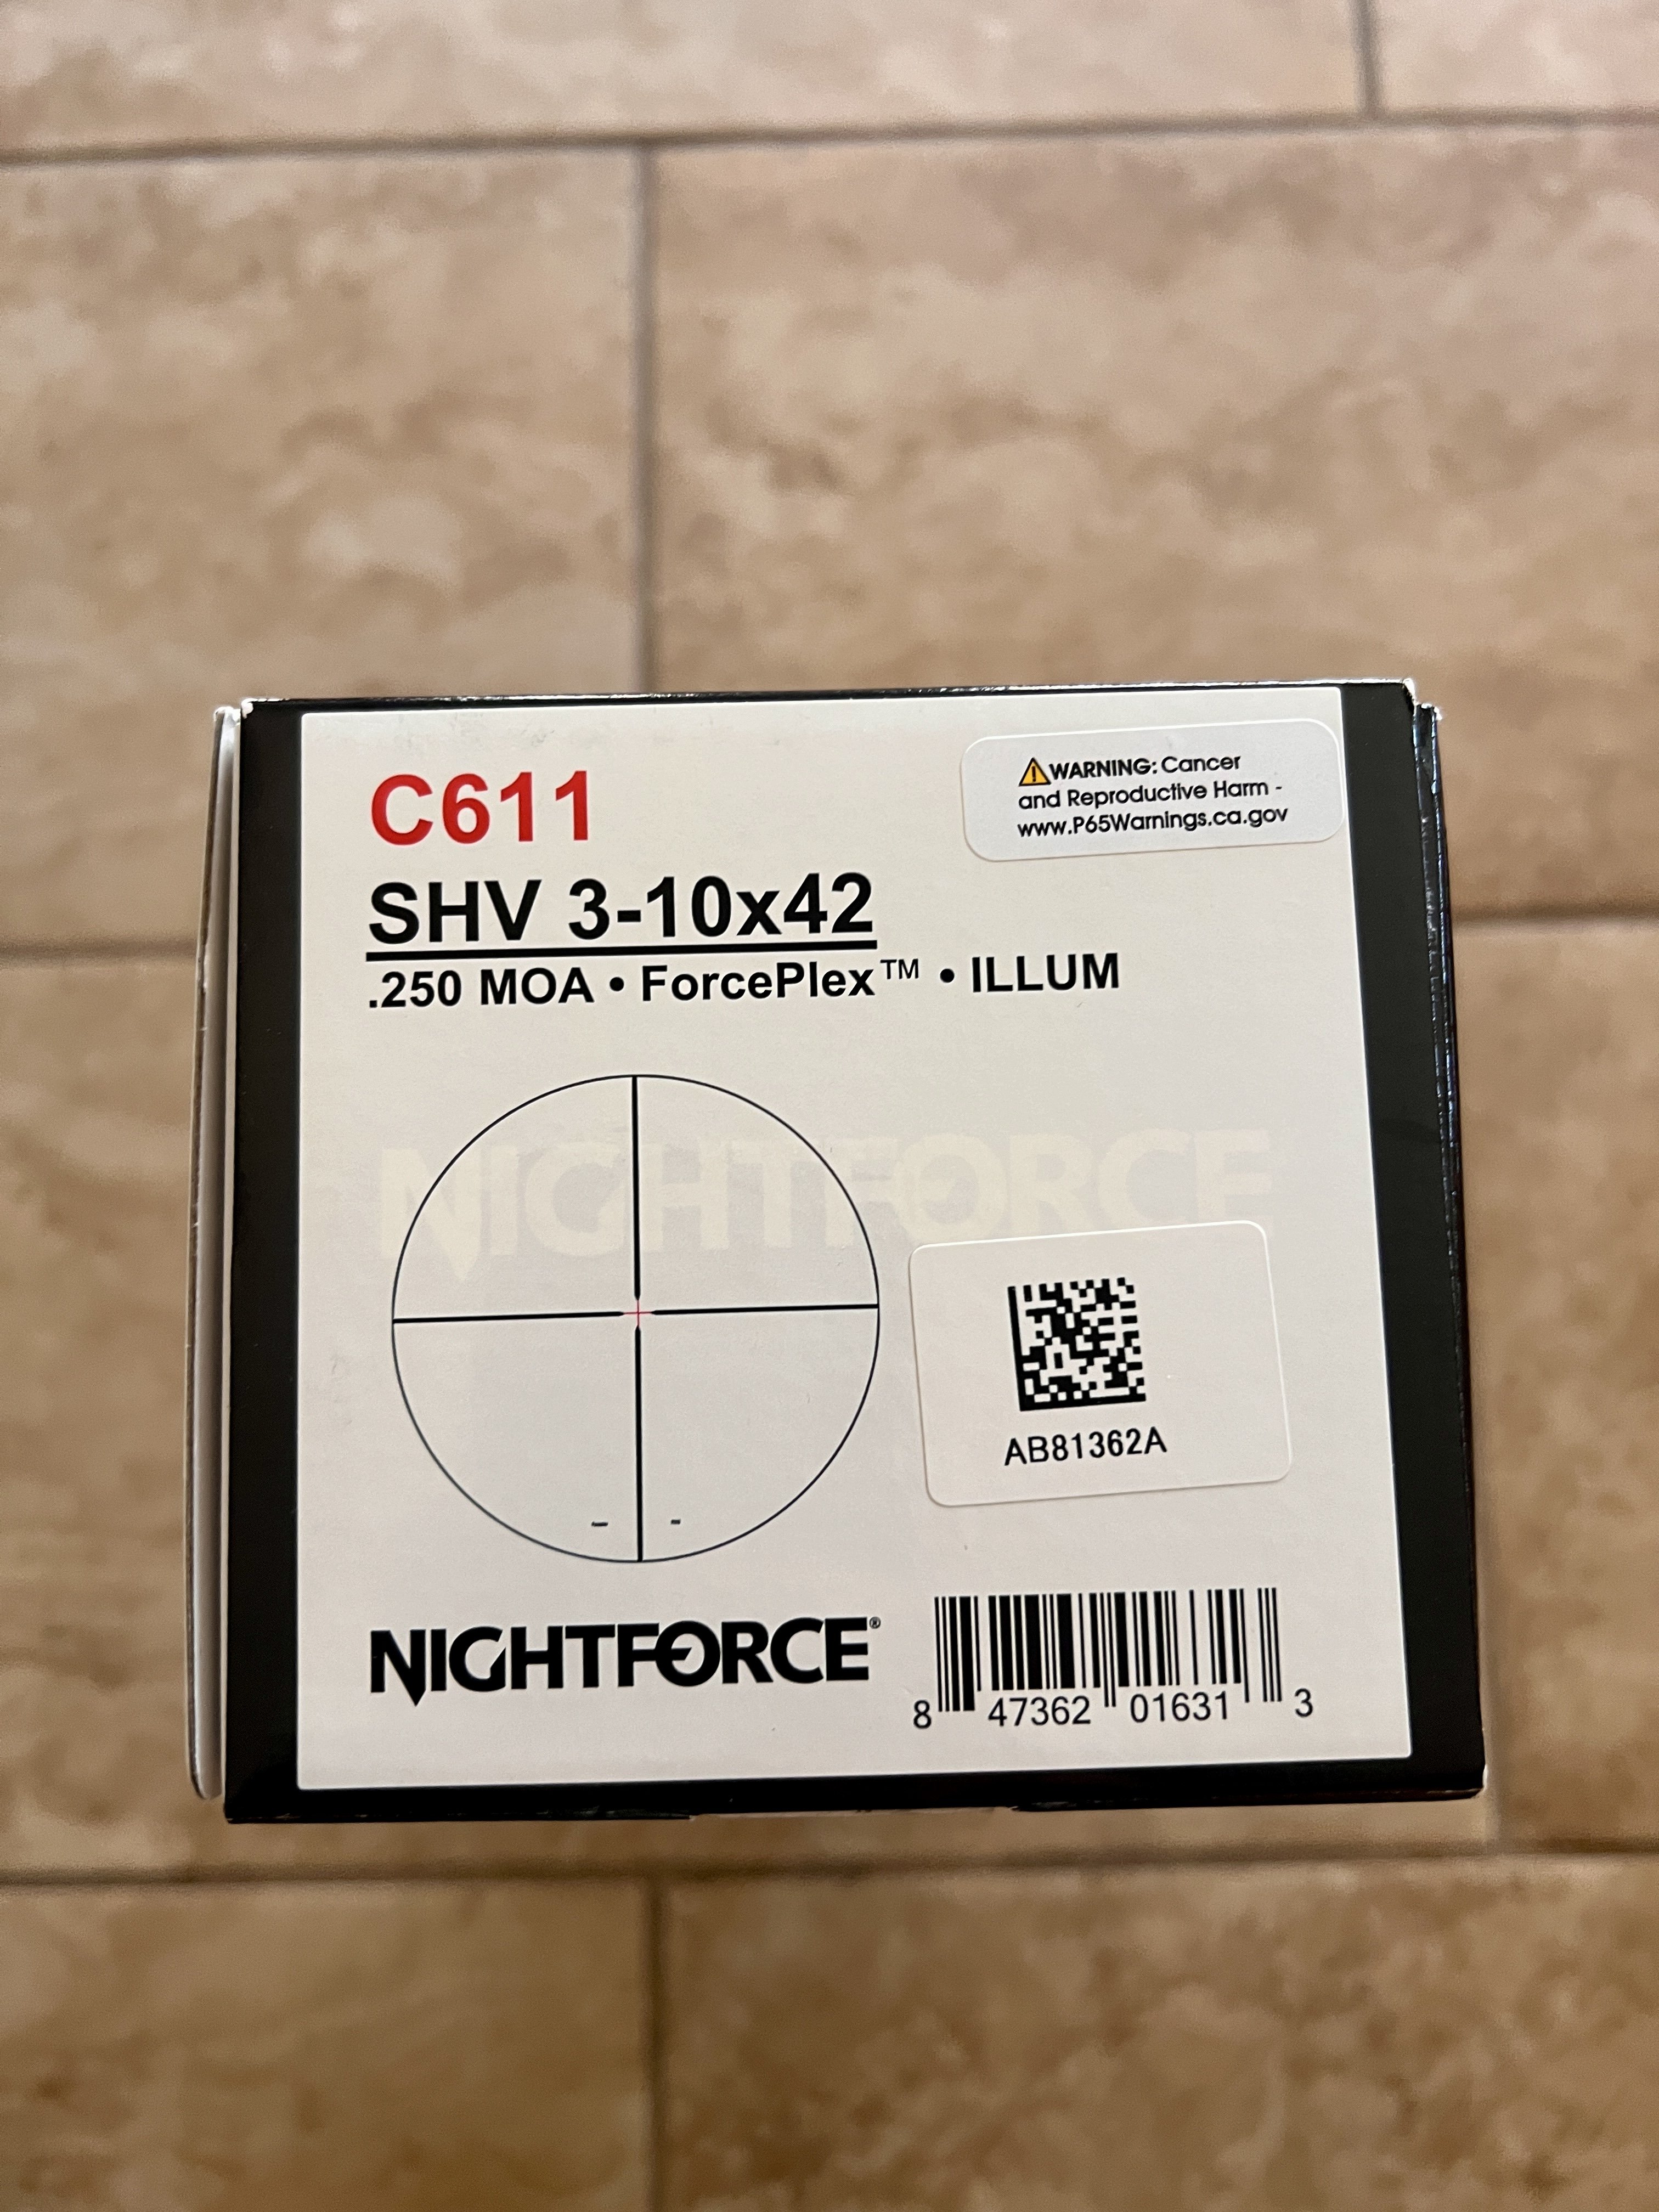 C611
⚠WARNING: Cancer
and Reproductive Harm -
www.P65Warnings.ca.gov
SHV 3-10x42
.250 MOA • ForcePlex™ • ILLUM
NIGHTFORCE
AB81362A
NIGHTFORCE®
8 47362 01631 3